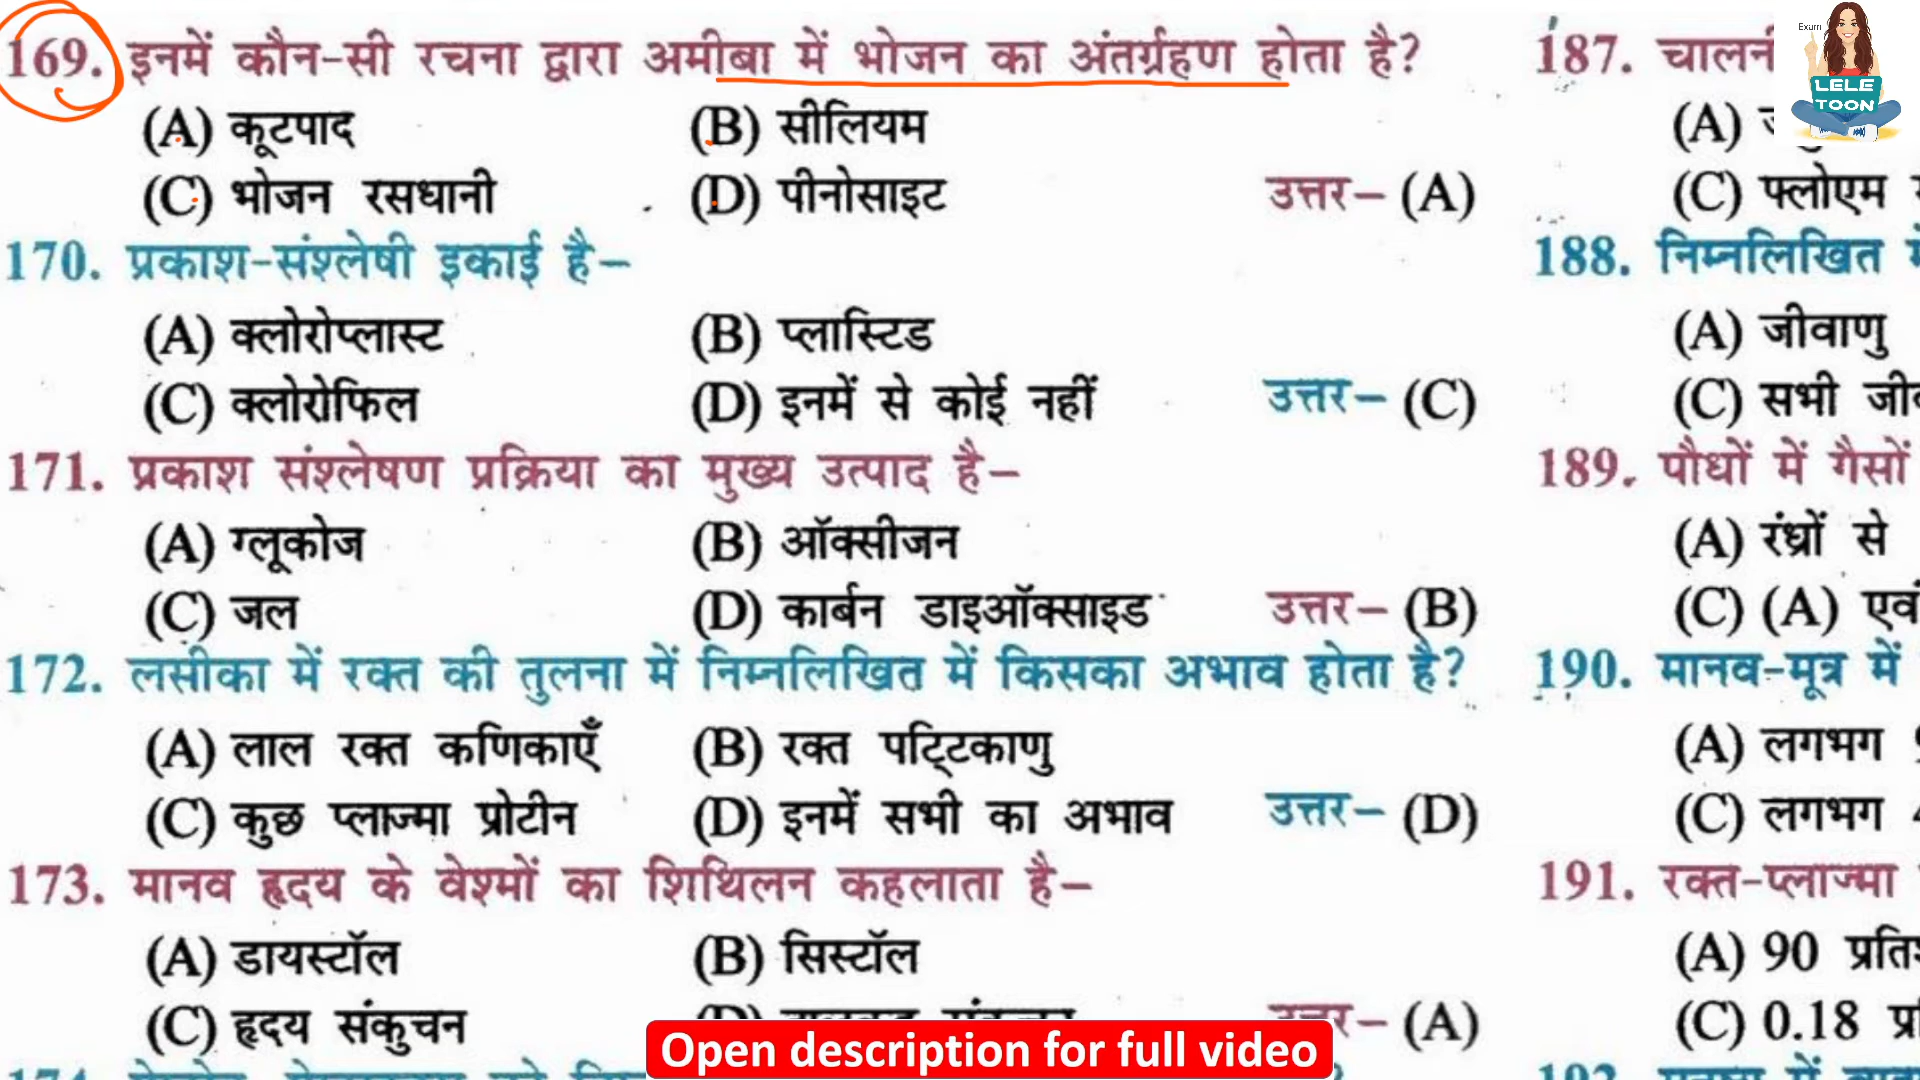 169. इनमें कौन-सी रचना द्वारा अमीबा में भोजन का अंतर्ग्रहण होता है?
(A) कूटपाद (B) सीलियम
(C) भोजन रसधानी (D) पीनोसाइट उत्तर– (A)
170. प्रकाश-संश्लेषी इकाई है–
(A) क्लोरोप्लास्ट (B) प्लास्टिड
(C) क्लोरोफिल (D) इनमें से कोई नहीं उत्तर– (C)
171. प्रकाश संश्लेषण प्रक्रिया का मुख्य उत्पाद है–
(A) ग्लूकोज (B) ऑक्सीजन
(C) जल (D) कार्बन डाइऑक्साइड उत्तर– (B)
172. लसीका में रक्त की तुलना में निम्नलिखित में किसका अभाव होता है?
(A) लाल रक्त कणिकाएँ (B) रक्त पट्टिकाणु
(C) कुछ प्लाज्मा प्रोटीन (D) इनमें सभी का अभाव उत्तर– (D)
173. मानव हृदय के वेश्मों का शिथिलन कहलाता है–
(A) डायस्टॉल (B) सिस्टॉल
(C) हृदय संकुचन उत्तर– (A)
187. चालनी
(A)
(C) फ्लोएम
188. निम्नलिखित
(A) जीवाणु
(C) सभी
189. पौधों में गैसों
(A) रंध्रों से
(C) (A) एवं
190. मानव-मूत्र में
(A) लगभग
(C) लगभग
191. रक्त-प्लाज्मा
(A) 90
(C) 0.18
Exam
LELE
TOON
Open description for full video